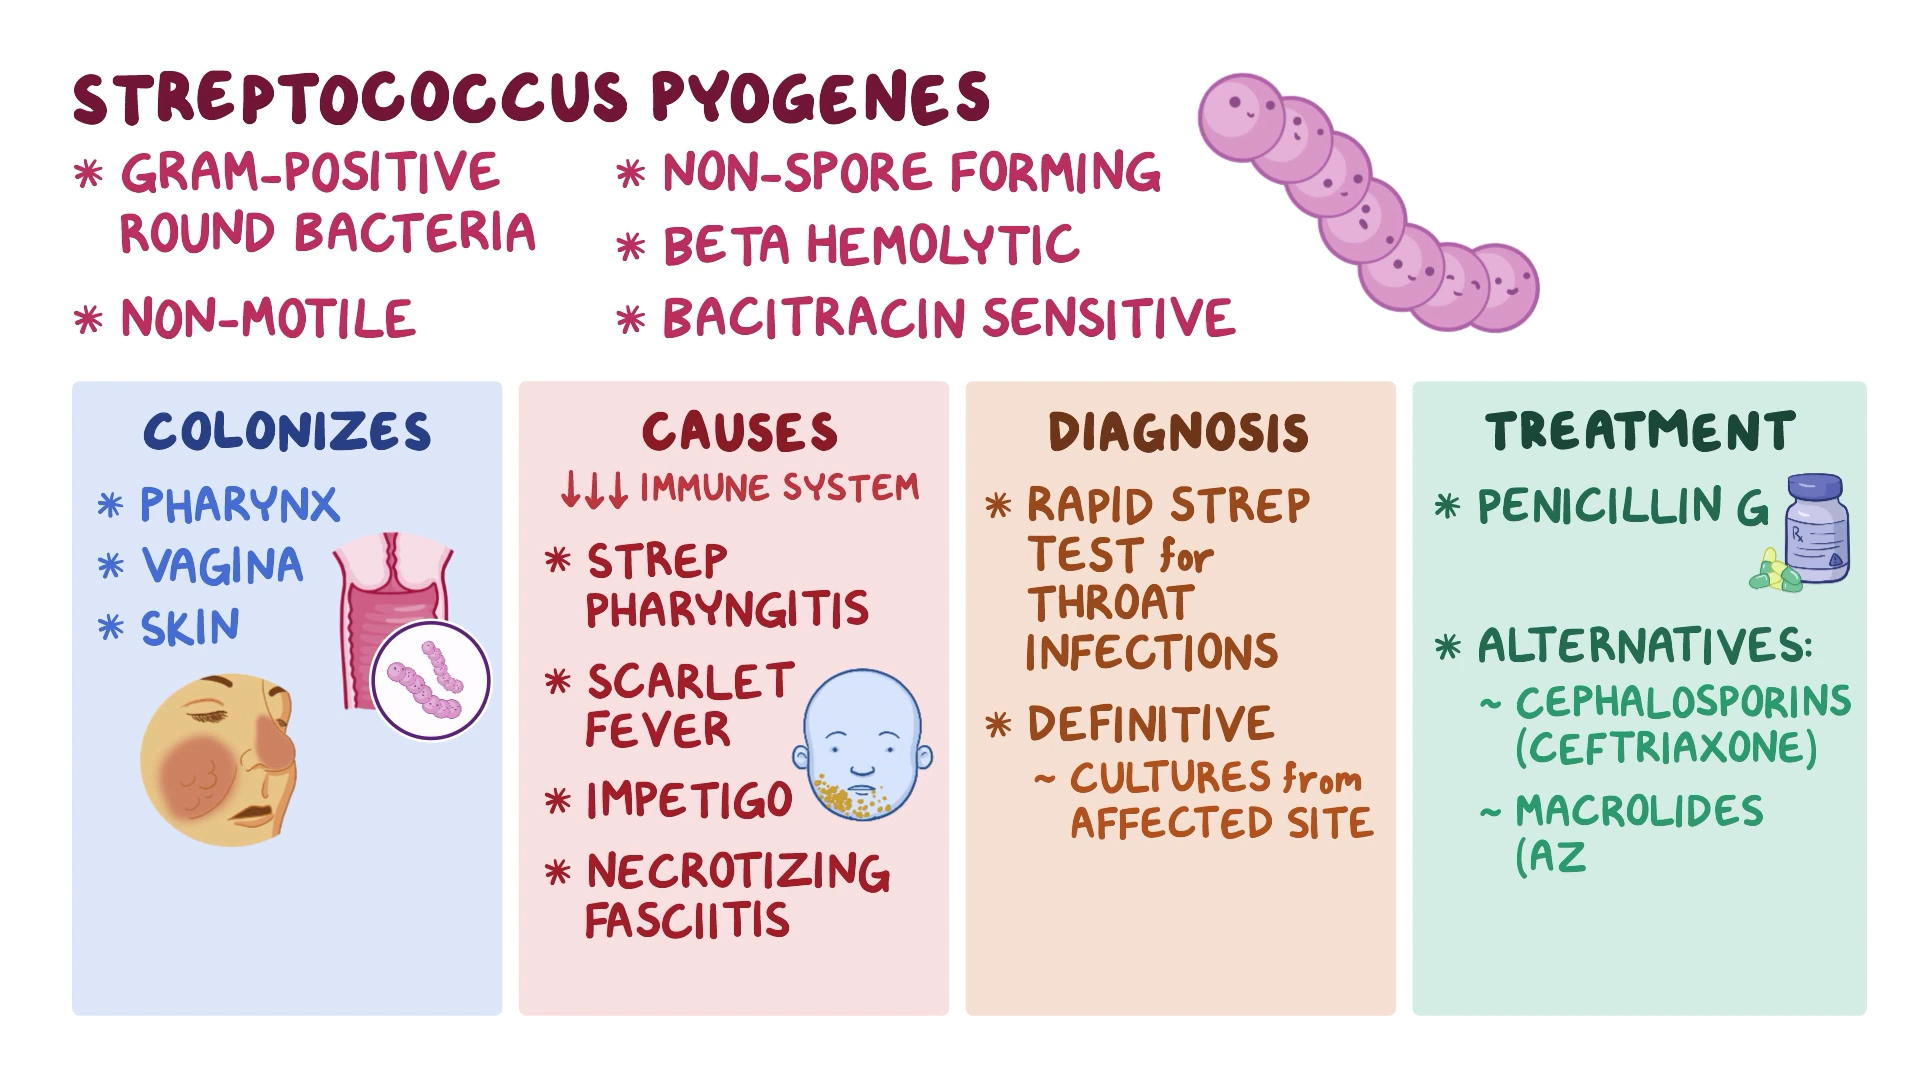 STREPTOCOCCUS PYOGENES
* GRAM-POSITIVE
ROUND BACTERIA
* NON-MOTILE
* NON-SPORE FORMING
* BETA HEMOLYTIC
* BACITRACIN SENSITIVE
COLONIZES
* PHARYNX
* VAGINA
* SKIN
CAUSES
↓↓↓ IMMUNE SYSTEM
* STREP
PHARYNGITIS
* SCARLET
FEVER
* IMPETIGO
* NECROTIZING
FASCIITIS
DIAGNOSIS
* RAPID STREP
TEST for
THROAT
INFECTIONS
* DEFINITIVE
~ CULTURES from
AFFECTED SITE
TREATMENT
* PENICILLIN G
Rx
* ALTERNATIVES:
~ CEPHALOSPORINS
(CEFTRIAXONE)
~ MACROLIDES
(AZ